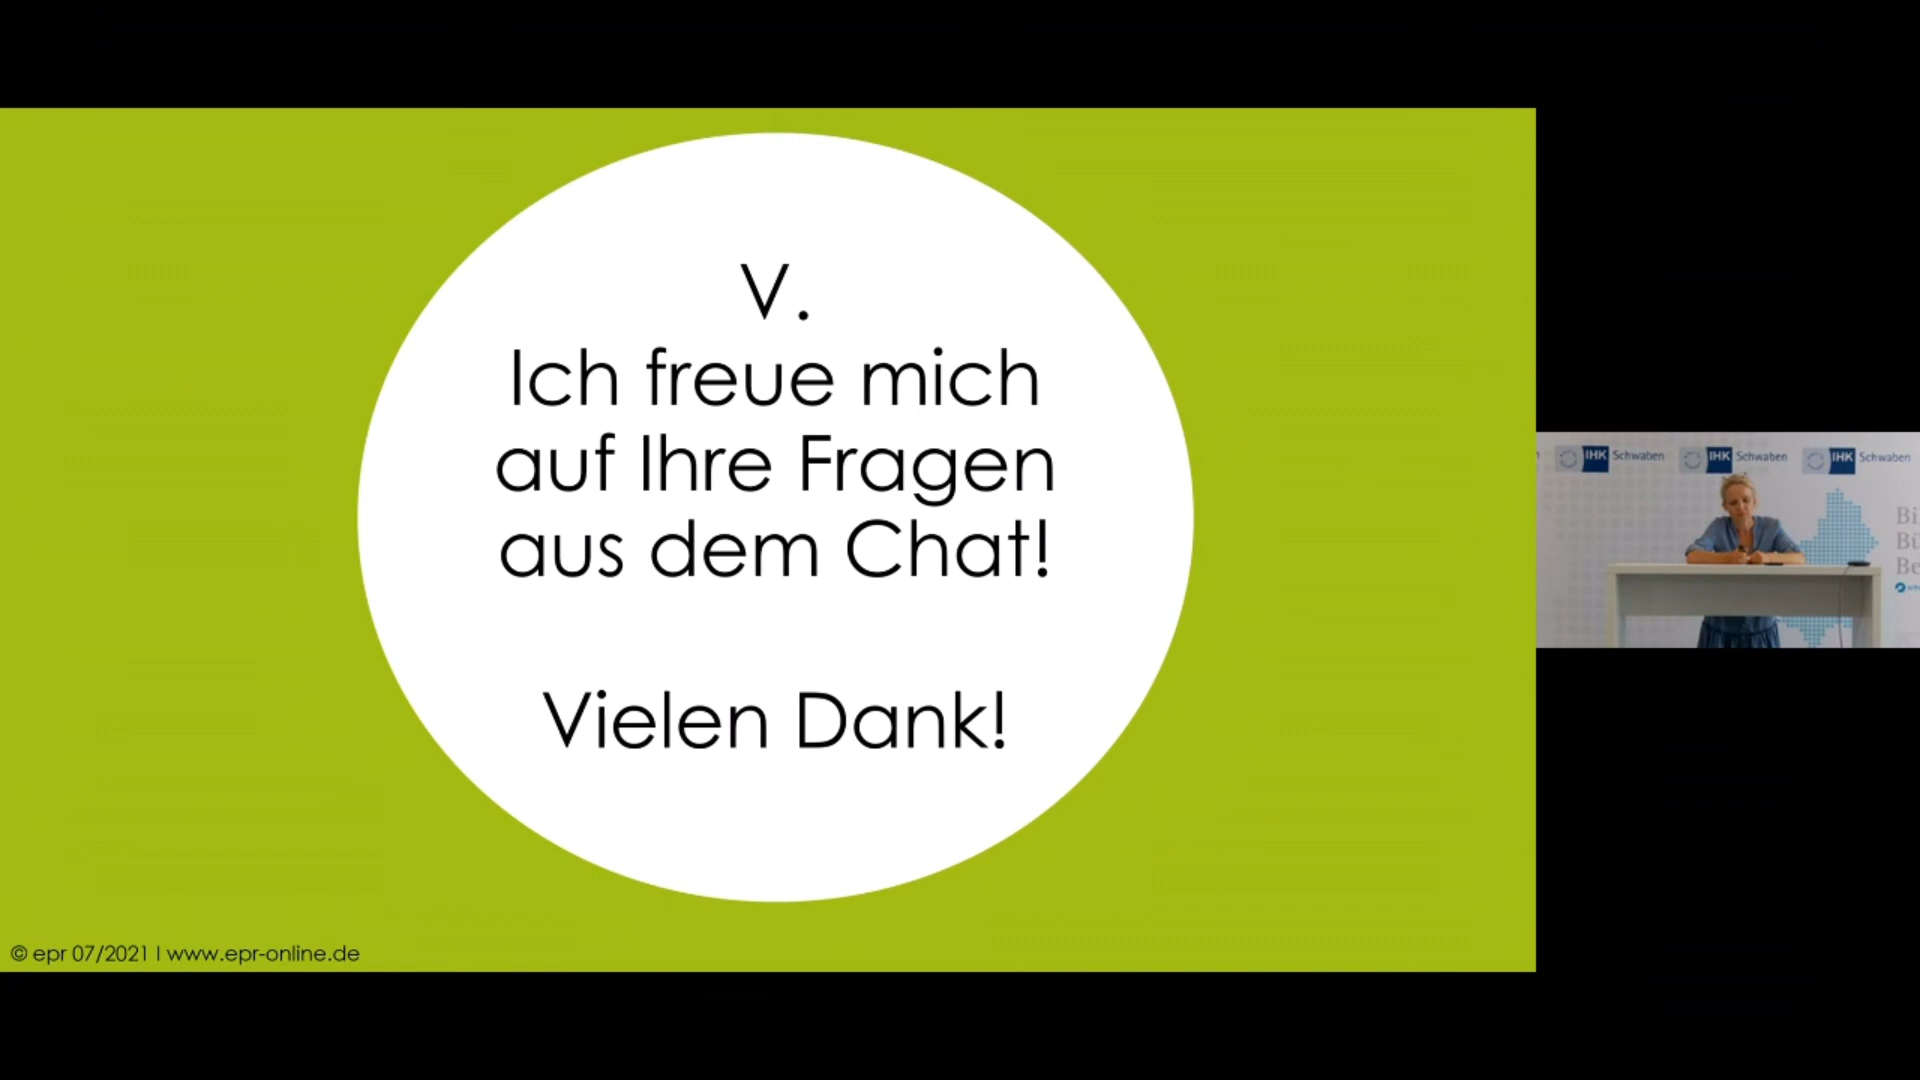 V.
Ich freue mich
auf Ihre Fragen
aus dem Chat!
Vielen Dank!
© epr 07/2021 I www.epr-online.de
IHK Schwaben
IHK Schwaben
IHK Schwaben